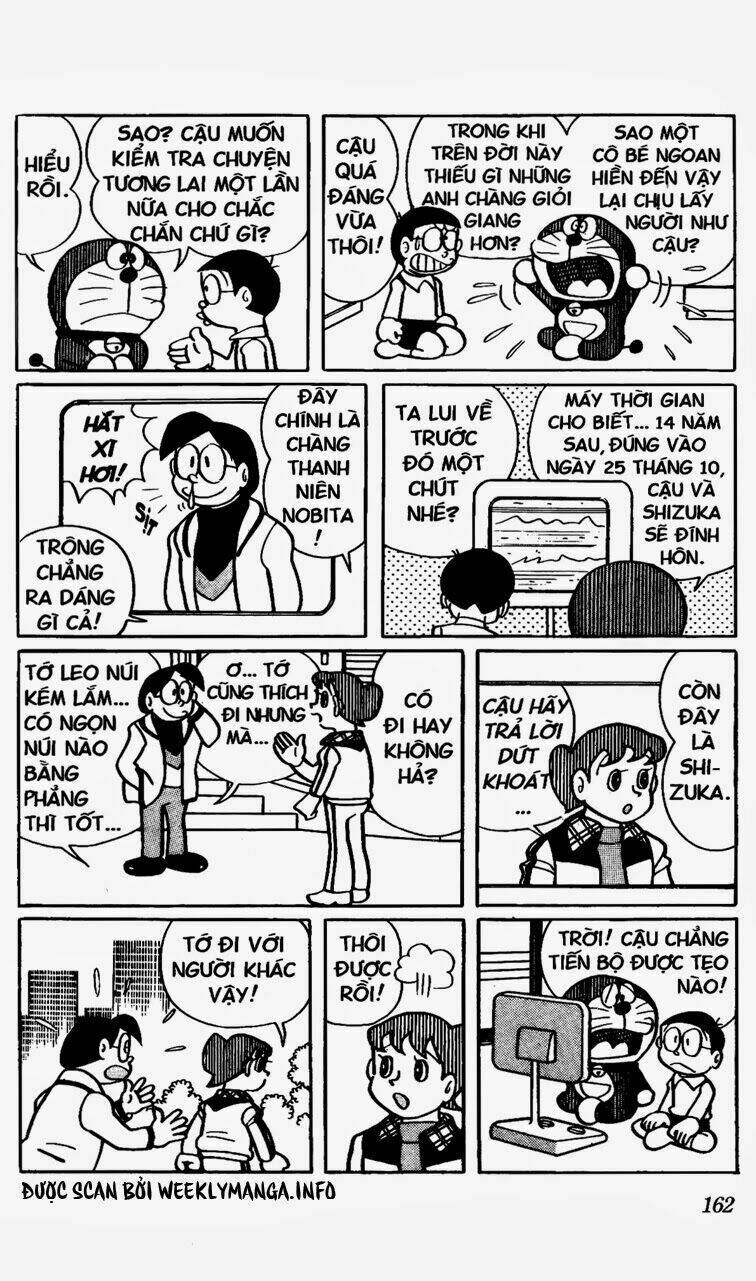 SAO MỘT
CÔ BÉ NGOAN
HIỀN ĐẾN VẬY
LẠI CHỊU LẤY
NGƯỜI NHƯ
CẬU?
TRONG KHI
TRÊN ĐỜI NÀY
THIẾU GÌ NHỮNG
ANH CHÀNG GIỎI
GIANG
HƠN?
CẬU
QUÁ
ĐÁNG
VỪA
THÔI!
SAO? CẬU MUỐN
KIỂM TRA CHUYỆN
TƯƠNG LAI MỘT LẦN
NỮA CHO CHẮC
CHẮN CHỨ GÌ?
HIỂU
RỒI.
MÁY THỜI GIAN
CHO BIẾT... 14 NĂM
SAU, ĐÚNG VÀO
NGÀY 25 THÁNG 10,
CẬU VÀ
SHIZUKA
SẼ ĐÍNH
HÔN.
TA LUI VỀ
TRƯỚC
ĐÓ MỘT
CHÚT
NHÉ?
ĐÂY
CHÍNH LÀ
CHÀNG
THANH
NIÊN
NOBITA
!
HẮT
XÌ
HƠI!
SỊT
TRÔNG
CHẲNG
RA DÁNG
GÌ CẢ!
CÒN
ĐÂY
LÀ
SHI-
ZUKA.
CẬU HÃY
TRẢ LỜI
DỨT
KHOÁT
...
CÓ
ĐI HAY
KHÔNG
HẢ?
Ơ... TỚ
CŨNG THÍCH
ĐI NHƯNG
MÀ...
TỚ LEO NÚI
KÉM LẮM...
CÓ NGỌN
NÚI NÀO
BẰNG
PHẲNG
THÌ TỐT...
TRỜI! CẬU CHẲNG
TIẾN BỘ ĐƯỢC TẸO
NÀO!
THÔI
ĐƯỢC
RỒI!
TỚ ĐI VỚI
NGƯỜI KHÁC
VẬY!
ĐƯỢC SCAN BỞI WEEKLYMANGA.INFO
162